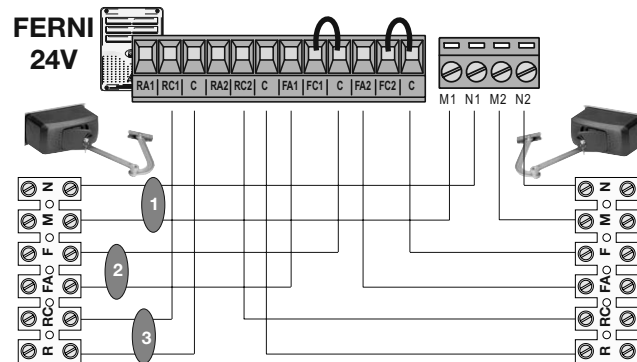 FERNI
24V
RA1 RC1 C RA2 RC2 C FA1 FC1 C FA2 FC2 C
M1 N1 M2 N2
N
M
F
FA
RC
R
1
2
3
N
M
F
FA
RC
R